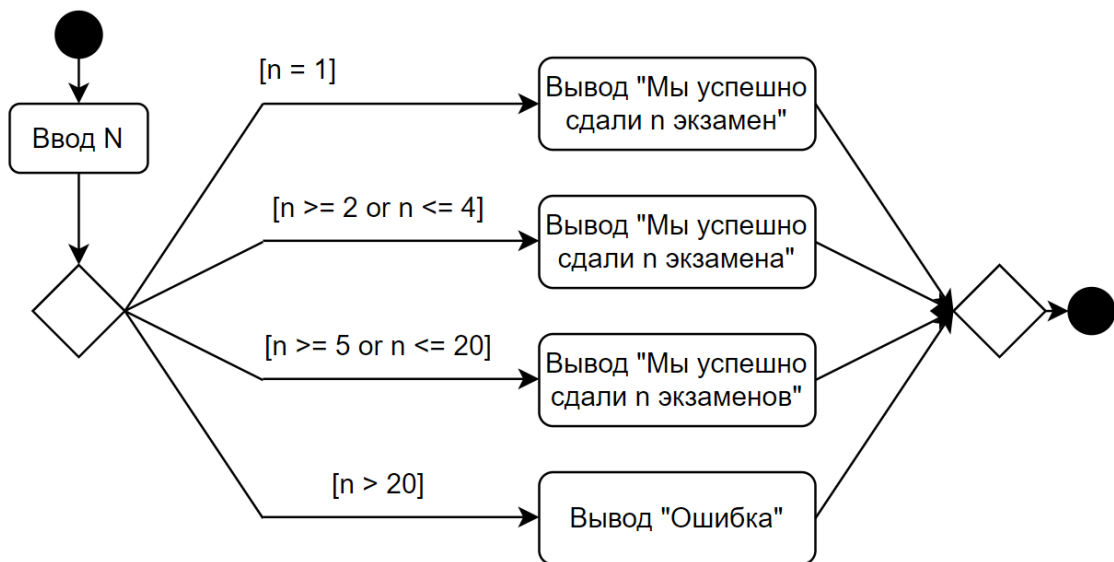 [n = 1]
Вывод "Мы успешно
сдали n экзамен"
Ввод N
[n >= 2 or n <= 4]
Вывод "Мы успешно
сдали n экзамена"
[n >= 5 or n <= 20]
Вывод "Мы успешно
сдали n экзаменов"
[n > 20]
Вывод "Ошибка"